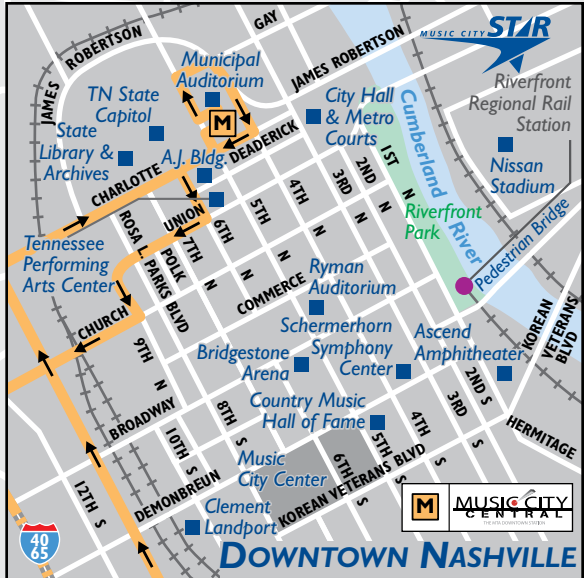 MUSIC CITY STAR
GAY
JAMES
ROBERTSON
Municipal
Auditorium
JAMES ROBERTSON
Riverfront
Regional Rail
Station
TN State
Capitol
M
City Hall
& Metro
Courts
Cumberland
River
State
Library &
Archives
A.J. Bldg.
DEADERICK
Nissan
Stadium
CHARLOTTE
1ST N
2ND N
3RD N
4TH N
5TH N
6TH N
7TH N
UNION
Riverfront
Park
Pedestrian Bridge
Tennessee
Performing
Arts Center
ROSA L PARKS BLVD
POLK
COMMERCE
Ryman
Auditorium
CHURCH
9TH N
Schermerhorn
Symphony
Center
Ascend
Amphitheater
KOREAN
VETERANS BLVD
Bridgestone
Arena
BROADWAY
8TH S
Country Music
Hall of Fame
2ND S
3RD S
4TH S
5TH S
6TH S
HERMITAGE
10TH S
Music
City Center
KOREAN VETERANS BLVD
12TH S
DEMONBREUN
Clement
Landport
M
MUSIC CITY
CENTRAL
THE MTA DOWNTOWN STATION
40
65
DOWNTOWN NASHVILLE